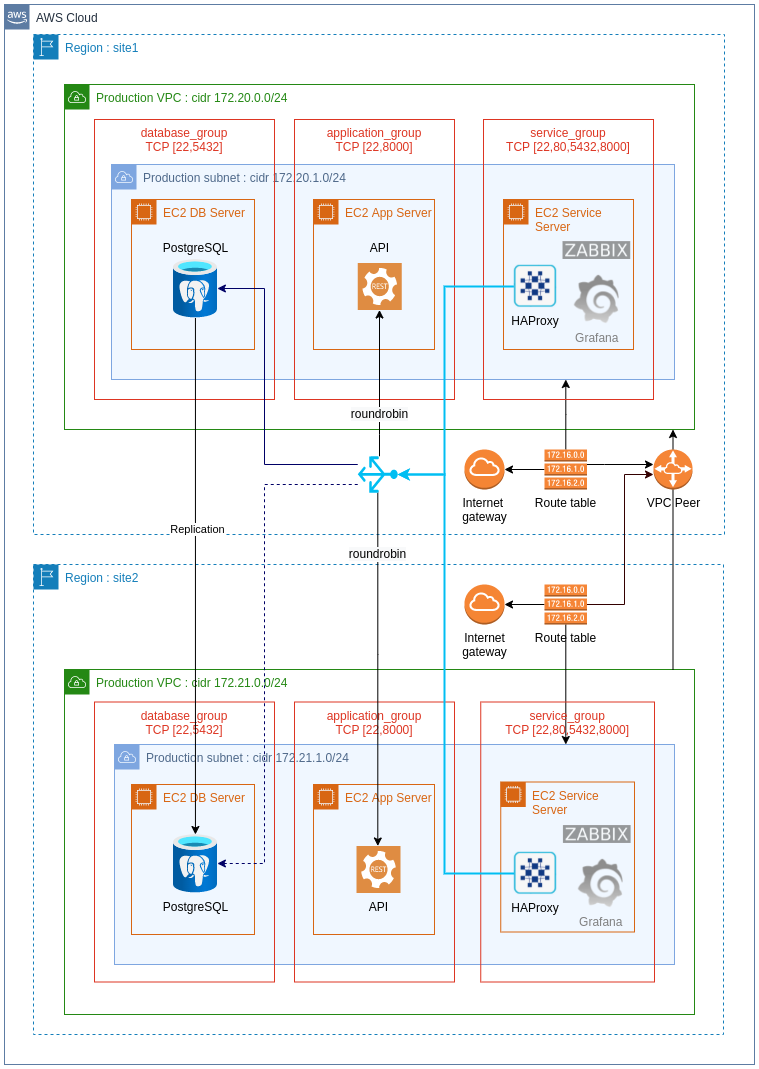 aws
AWS Cloud
Region : site1
Production VPC : cidr 172.20.0.0/24
database_group
TCP [22,5432]
application_group
TCP [22,8000]
service_group
TCP [22,80,5432,8000]
Production subnet : cidr 172.20.1.0/24
EC2 DB Server
PostgreSQL
EC2 App Server
API
REST
EC2 Service
Server
ZABBIX
HAProxy
Grafana
roundrobin
Internet
gateway
172.16.0.0
172.16.1.0
172.16.2.0
Route table
VPC Peer
Replication
roundrobin
Region : site2
Internet
gateway
172.16.0.0
172.16.1.0
172.16.2.0
Route table
Production VPC : cidr 172.21.0.0/24
database_group
TCP [22,5432]
application_group
TCP [22,8000]
service_group
TCP [22,80,5432,8000]
Production subnet : cidr 172.21.1.0/24
EC2 DB Server
PostgreSQL
EC2 App Server
REST
API
EC2 Service
Server
ZABBIX
HAProxy
Grafana